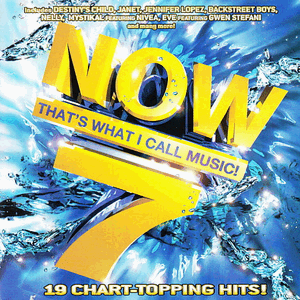 Includes DESTINY'S CHILD, JANET, JENNIFER LOPEZ, BACKSTREET BOYS,
NELLY, MYSTIKAL FEATURING NIVEA, EVE FEATURING GWEN STEFANI
and many more!
NOW
THAT'S WHAT I CALL MUSIC!
7
19 CHART-TOPPING HITS!